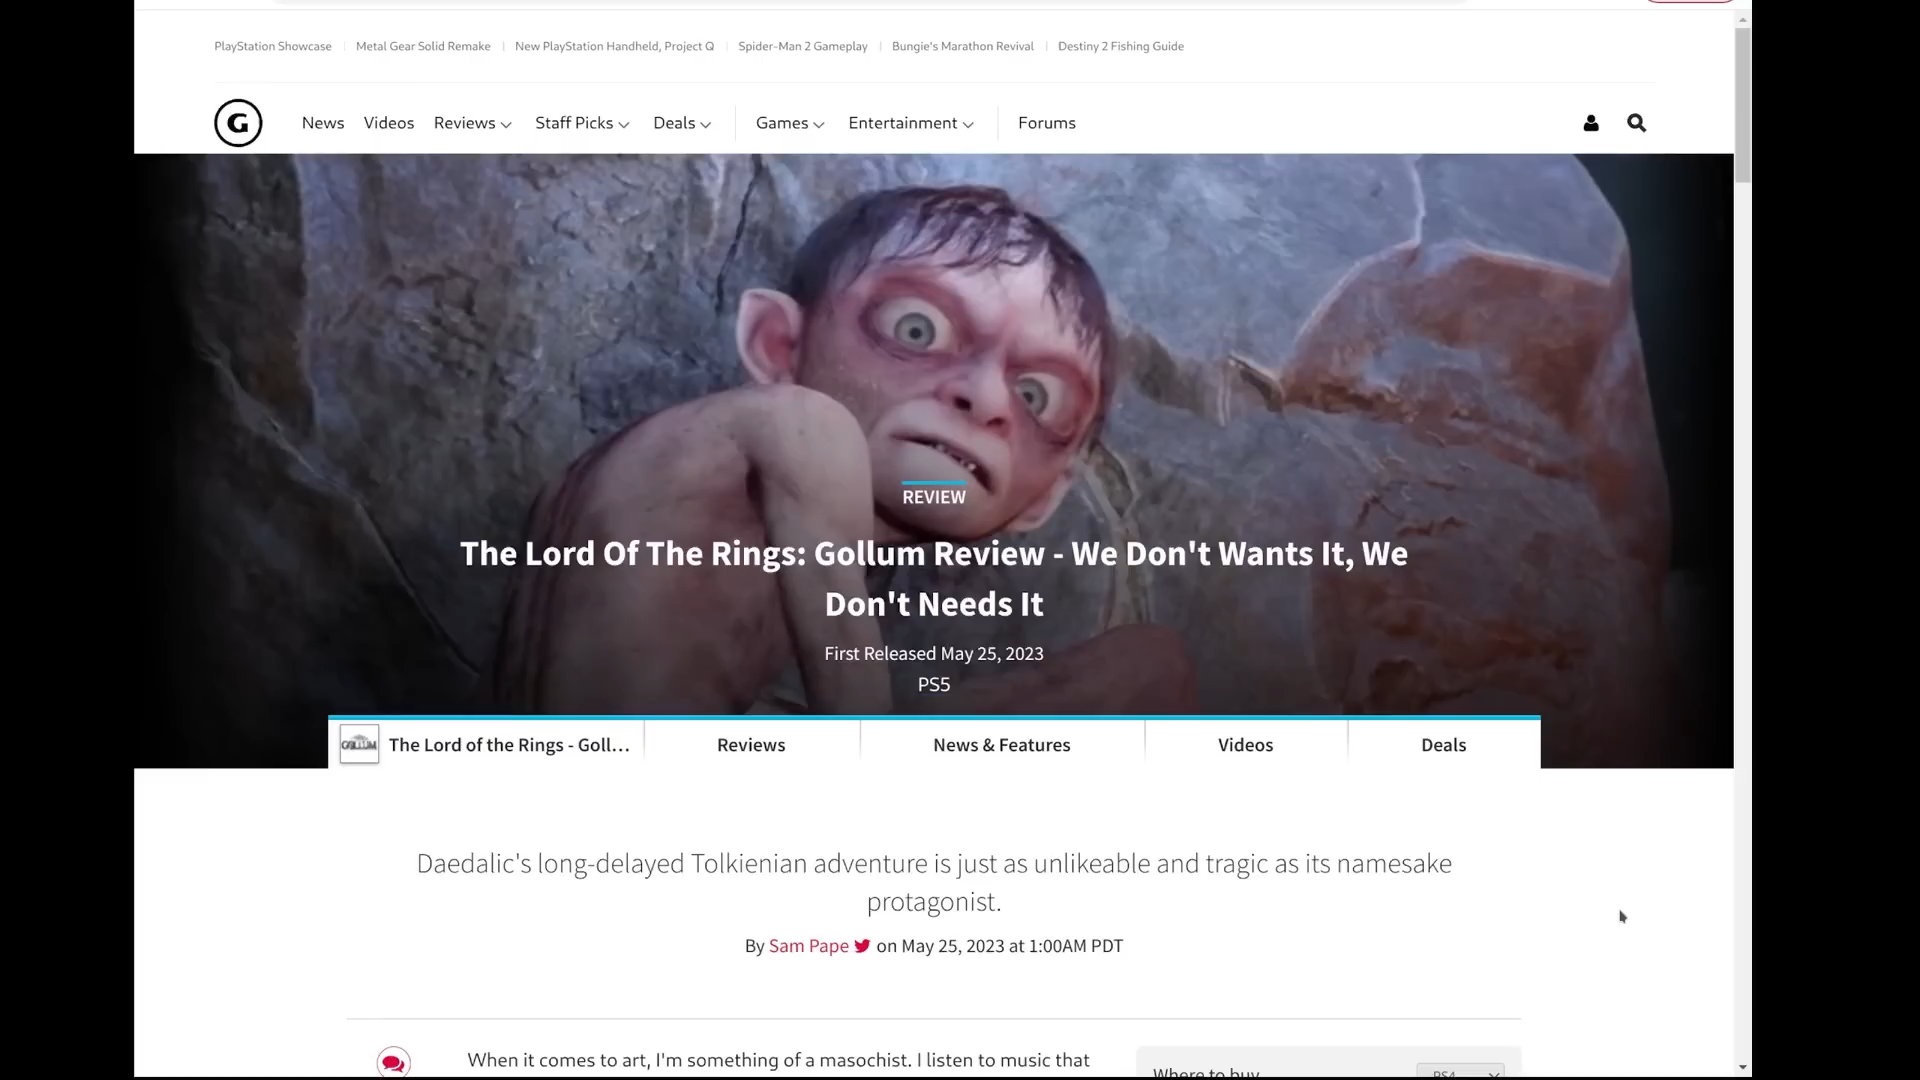 PlayStation Showcase
Metal Gear Solid Remake
New PlayStation Handheld, Project Q
Spider-Man 2 Gameplay
Bungie's Marathon Revival
Destiny 2 Fishing Guide
G
News
Videos
Reviews
Staff Picks
Deals
Games
Entertainment
Forums
REVIEW
The Lord Of The Rings: Gollum Review - We Don't Wants It, We
Don't Needs It
First Released May 25, 2023
PS5
GOLLUM
The Lord of the Rings - Goll...
Reviews
News & Features
Videos
Deals
Daedalic's long-delayed Tolkienian adventure is just as unlikeable and tragic as its namesake
protagonist.
By Sam Pape on May 25, 2023 at 1:00AM PDT
When it comes to art, I'm something of a masochist. I listen to music that
Where to buy
PS4